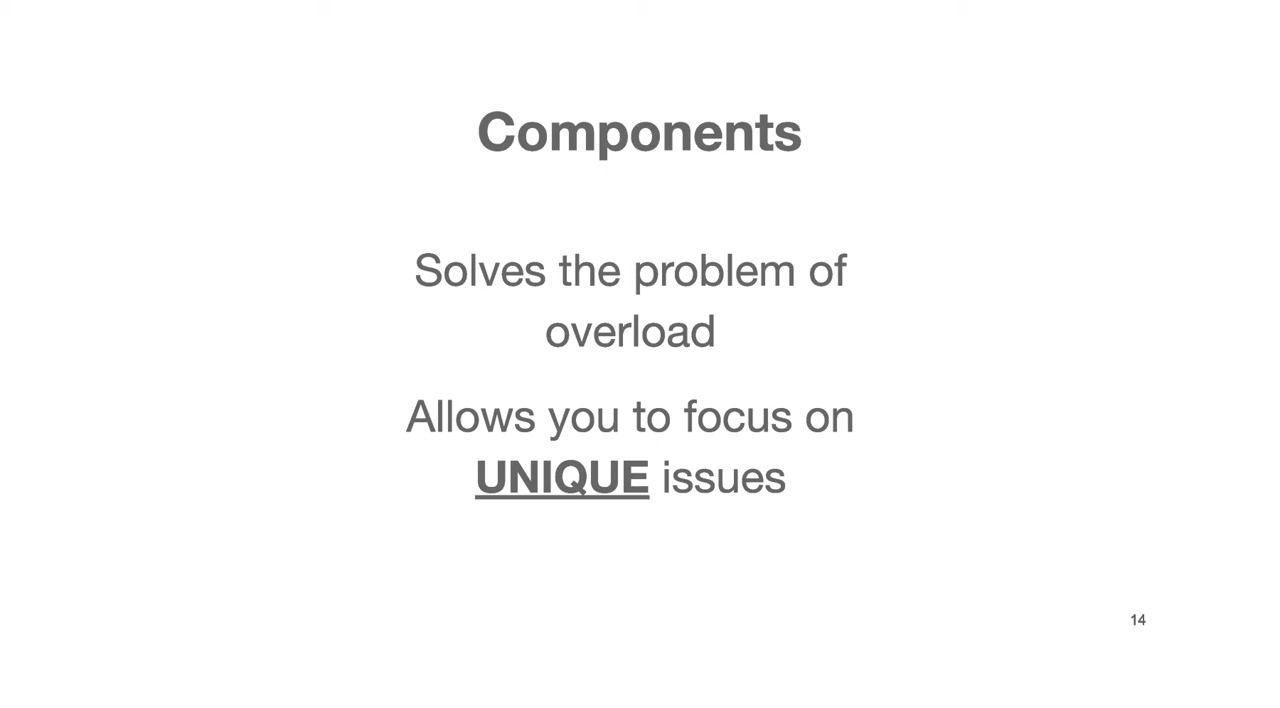 Components
Solves the problem of
overload
Allows you to focus on
UNIQUE issues
14